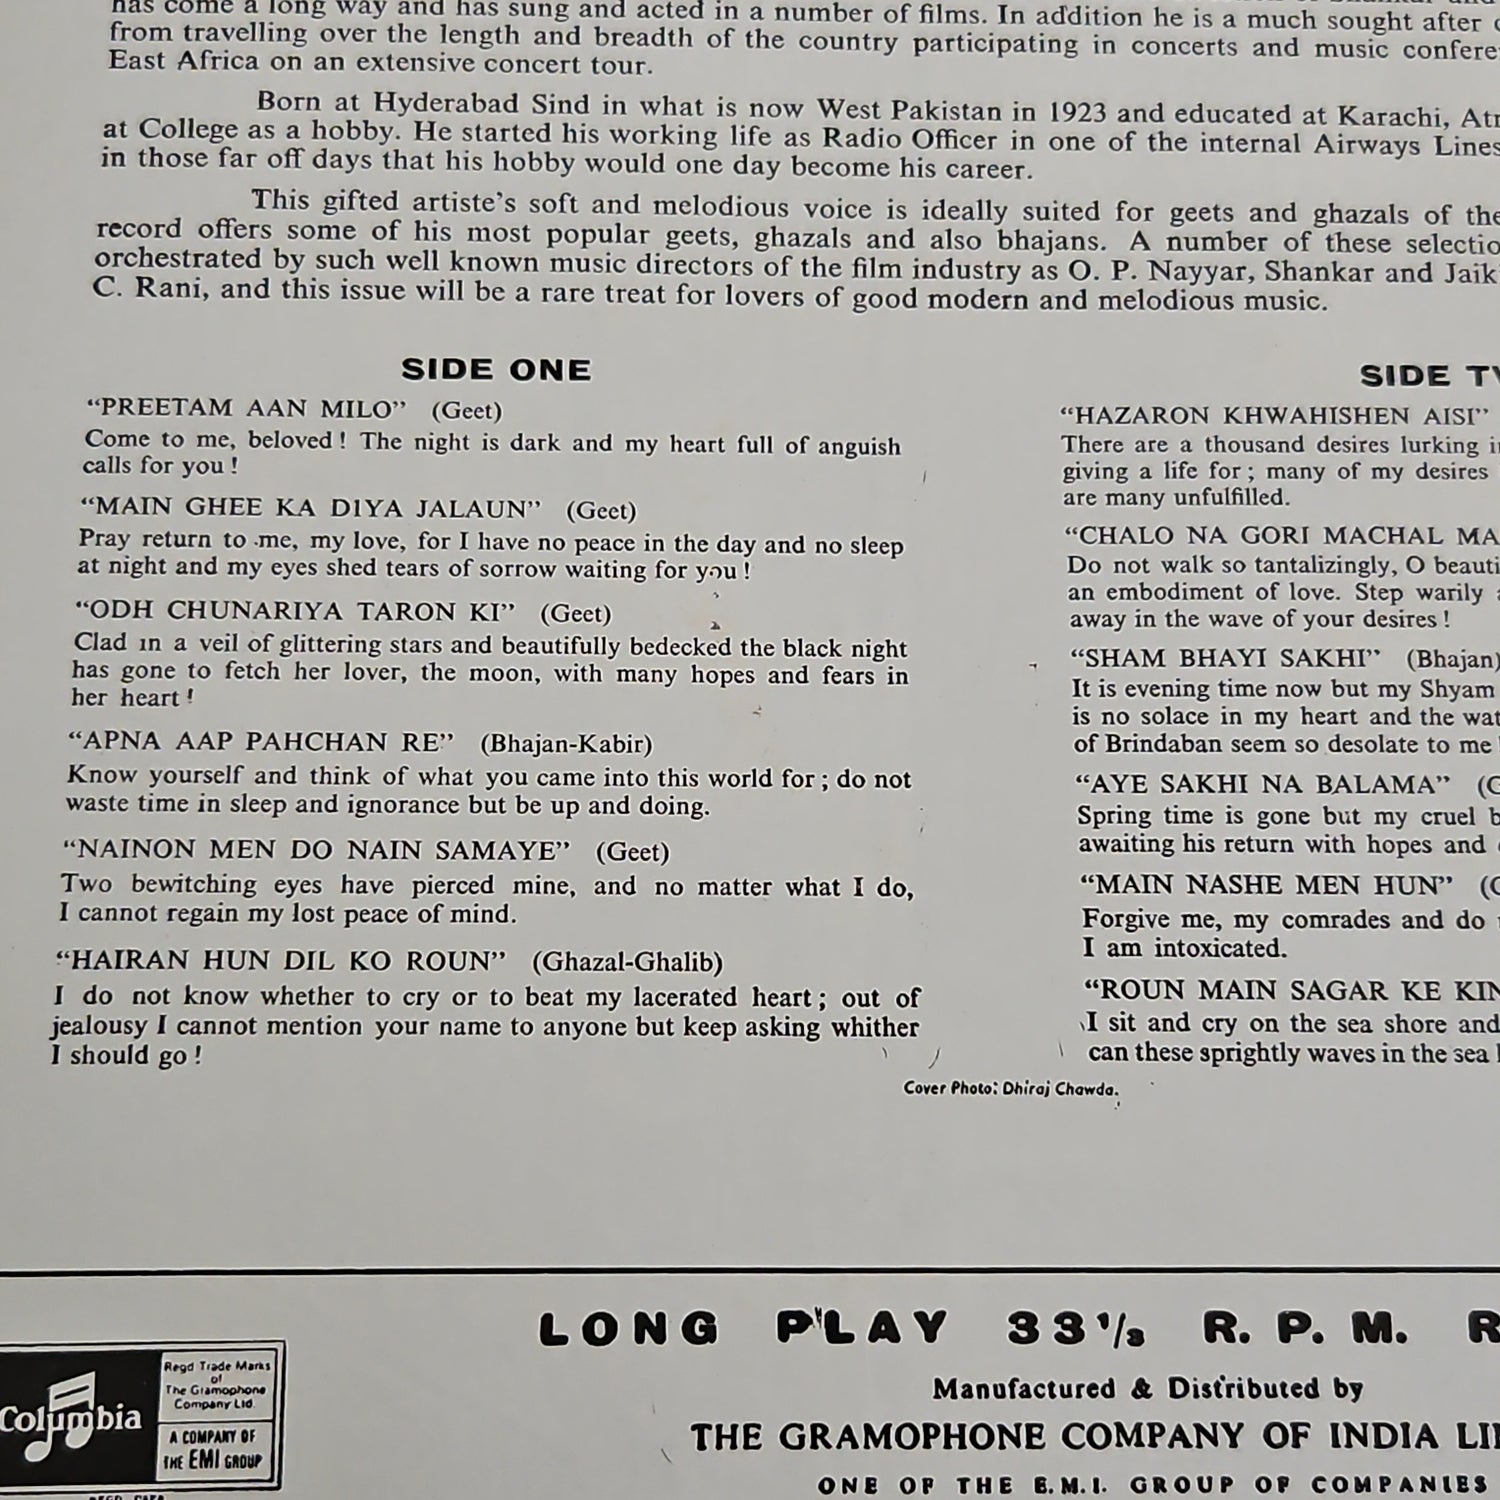 has come a long way and has sung and acted in a number of films. In addition he is a much sought after
from travelling over the length and breadth of the country participating in concerts and music
East Africa on an extensive concert tour.
Born at Hyderabad Sind in what is now West Pakistan in 1923 and educated at Karachi,
at College as a hobby. He started his working life as Radio Officer in one of the internal Airways Lines
in those far off days that his hobby would one day become his career.
This gifted artiste's soft and melodious voice is ideally suited for geets and ghazals of the
record offers some of his most popular geets, ghazals and also bhajans. A number of these
orchestrated by such well known music directors of the film industry as O. P. Nayyar, Shankar and
C. Rani, and this issue will be a rare treat for lovers of good modern and melodious music.
SIDE ONE
"PREETAM AAN MILO" (Geet)
Come to me, beloved! The night is dark and my heart full of anguish
calls for you!
"MAIN GHEE KA D1YA JALAUN" (Geet)
Pray return to me, my love, for I have no peace in the day and no sleep
at night and my eyes shed tears of sorrow waiting for you!
"ODH CHUNARIYA TARON KI" (Geet)
Clad in a veil of glittering stars and beautifully bedecked the black night
has gone to fetch her lover, the moon, with many hopes and fears in
her heart!
"APNA AAP PAHCHAN RE" (Bhajan-Kabir)
Know yourself and think of what you came into this world for; do not
waste time in sleep and ignorance but be up and doing.
"NAINON MEN DO NAIN SAMAYE" (Geet)
Two bewitching eyes have pierced mine, and no matter what I do,
I cannot regain my lost peace of mind.
"HAIRAN HUN DIL KO ROUN" (Ghazal-Ghalib)
I do not know whether to cry or to beat my lacerated heart; out of
jealousy I cannot mention your name to anyone but keep asking whither
I should go!
SIDE
"HAZARON KHWAHISHEN AISI"
There are a thousand desires lurking
giving a life for; many of my desires
are many unfulfilled.
"CHALO NA GORI MACHAL
Do not walk so tantalizingly, O
an embodiment of love. Step warily
away in the wave of your desires!
"SHAM BHAYI SAKHI" (Bhajan)
It is evening time now but my Shyam
is no solace in my heart and the
of Brindaban seem so desolate to me
"AYE SAKHI NA BALAMA"
Spring time is gone but my cruel
awaiting his return with hopes and
"MAIN NASHE MEN HUN"
Forgive me, my comrades and do
I am intoxicated.
"ROUN MAIN SAGAR KE
I sit and cry on the sea shore and
can these sprightly waves in the sea
Cover Photo: Dhiraj Chawda.
LONG PLAY 33⅓ R. P. M.
Manufactured & Distributed by
THE GRAMOPHONE COMPANY OF INDIA
ONE OF THE E.M.I. GROUP OF COMPANIES
Columbia
Regd Trade Marks
of
The Gramophone
Company Ltd.
A COMPANY OF
THE EMI GROUP